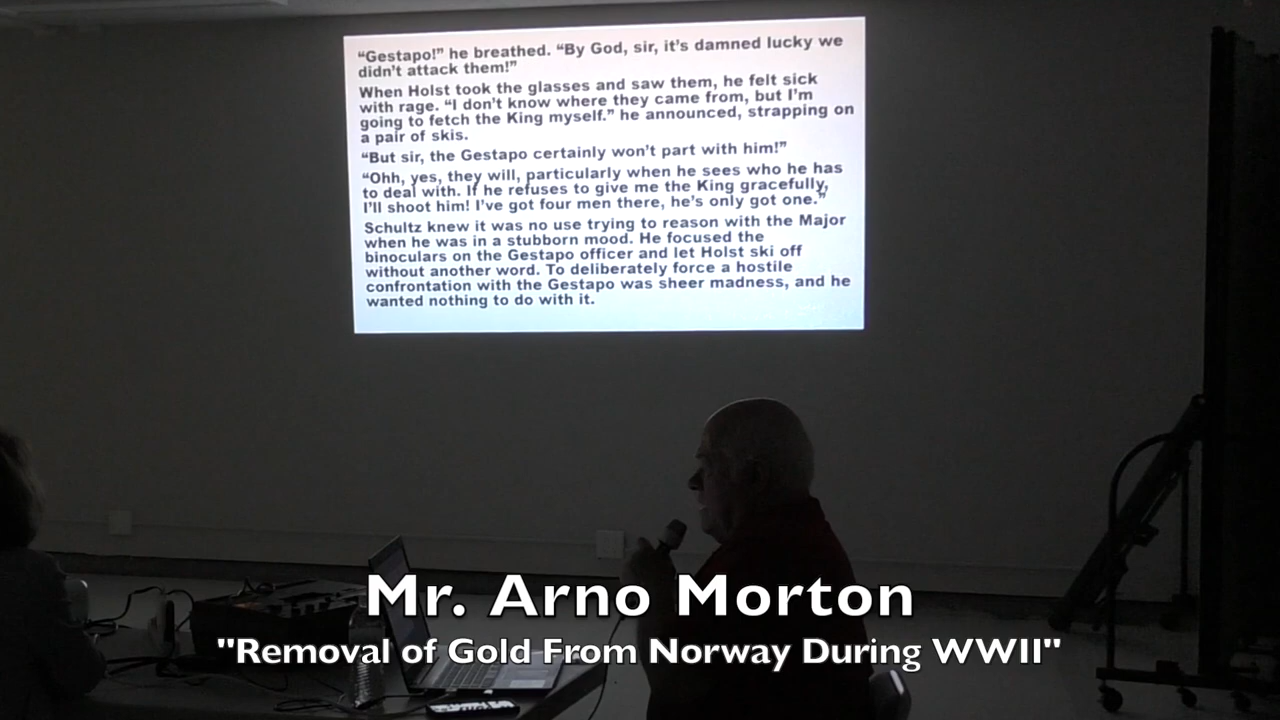 “Gestapo!” he breathed. “By God, sir, it’s damned lucky we
didn’t attack them!”
When Holst took the glasses and saw them, he felt sick
with rage. “I don’t know where they came from, but I’m
going to fetch the King myself.” he announced, strapping on
a pair of skis.
“But sir, the Gestapo certainly won’t part with him!”
“Ohh, yes, they will, particularly when he sees who he has
to deal with. If he refuses to give me the King gracefully,
I’ll shoot him! I’ve got four men there, he’s only got one.”
Schultz knew it was no use trying to reason with the Major
when he was in a stubborn mood. He focused the
binoculars on the Gestapo officer and let Holst ski off
without another word. To deliberately force a hostile
confrontation with the Gestapo was sheer madness, and he
wanted nothing to do with it.
Mr. Arno Morton
"Removal of Gold From Norway During WWII"